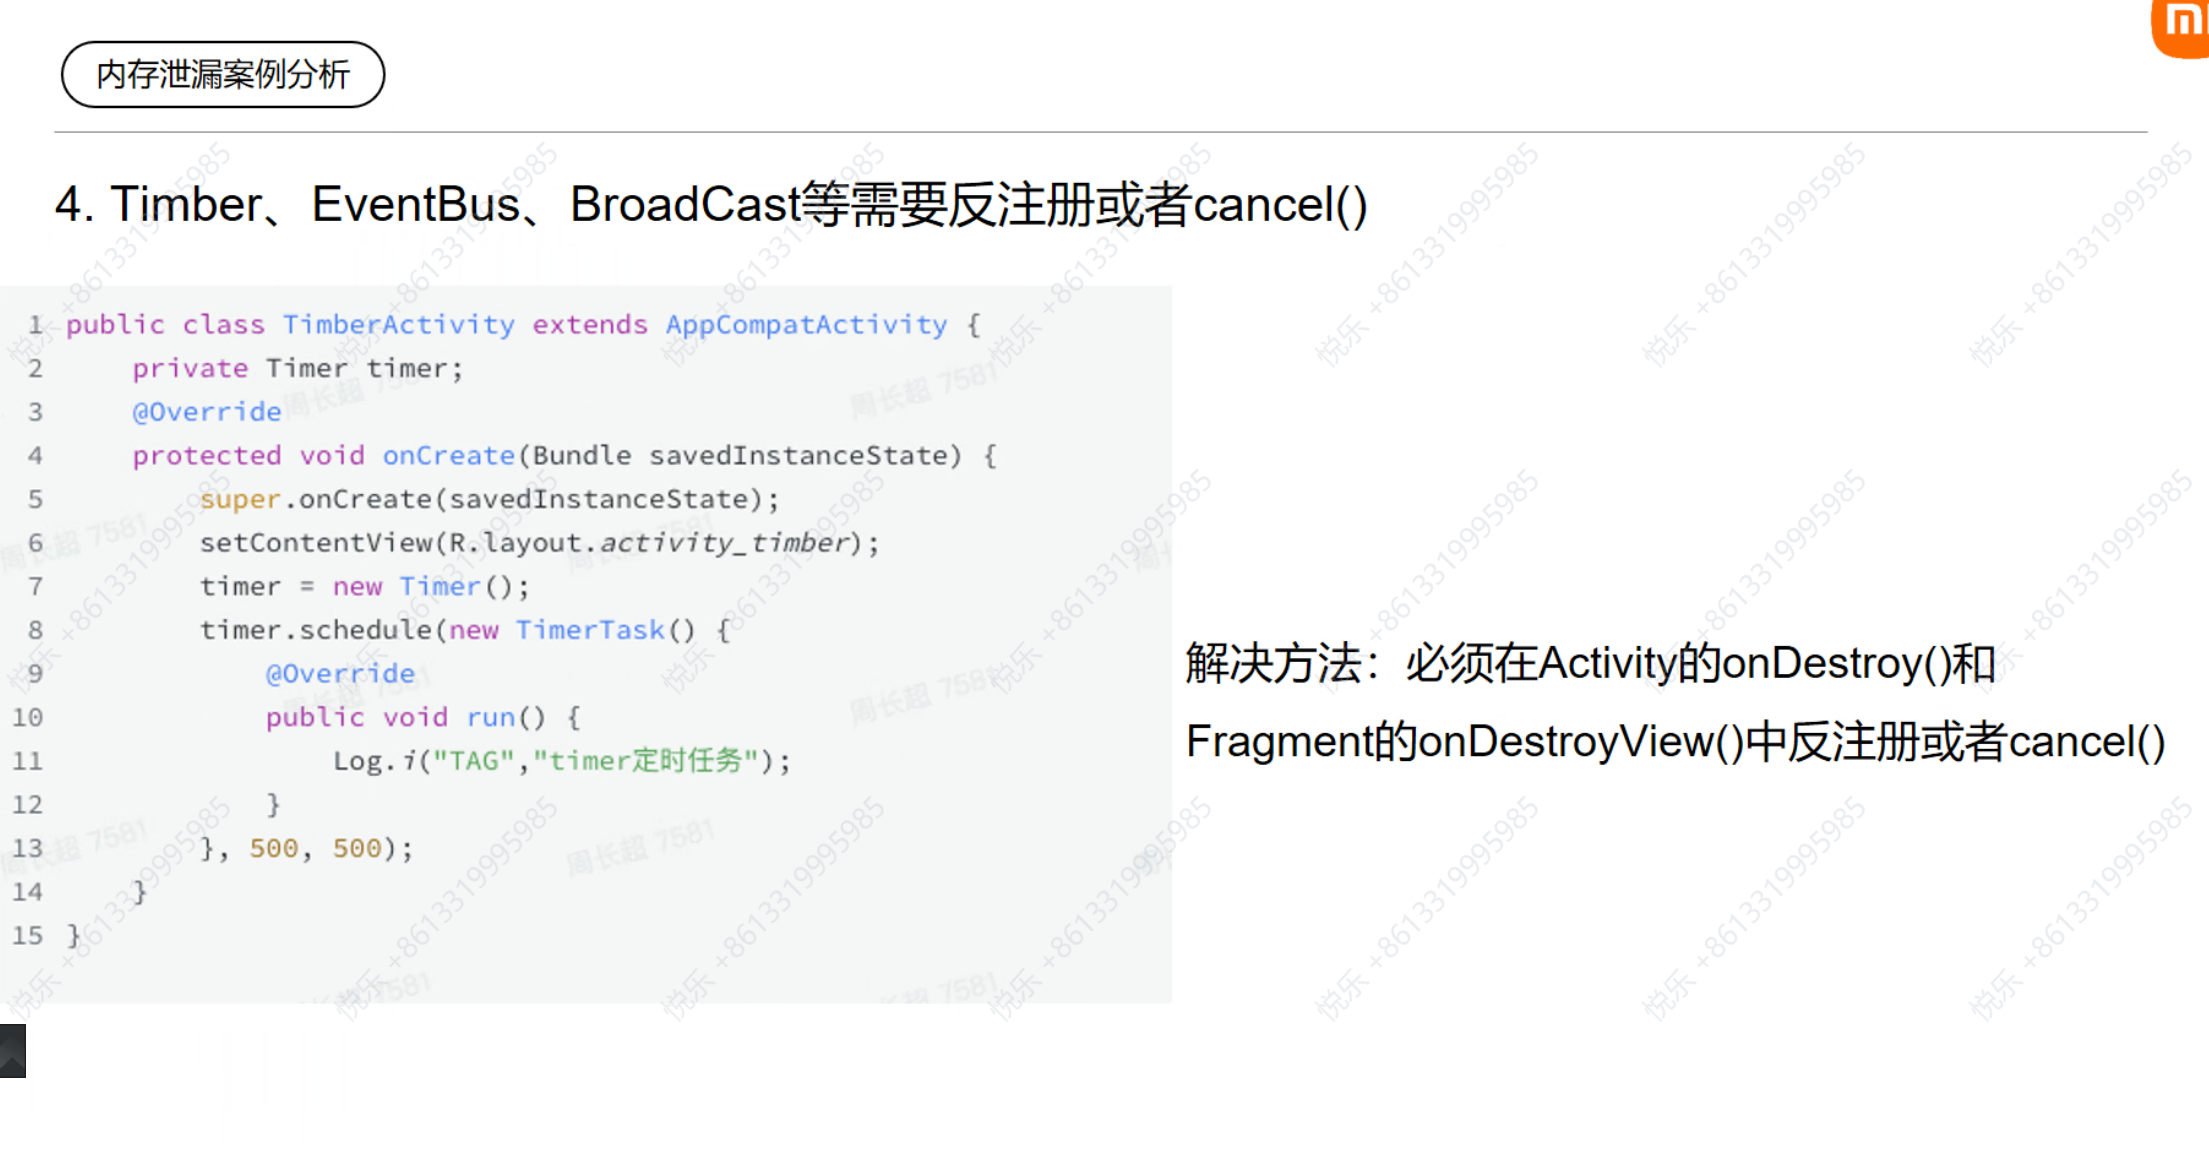 内存泄漏案例分析
4. Timber、EventBus、BroadCast等需要反注册或者cancel()
1 public class TimberActivity extends AppCompatActivity {
2 private Timer timer;
3 @Override
4 protected void onCreate(Bundle savedInstanceState) {
5 super.onCreate(savedInstanceState);
6 setContentView(R.layout.activity_timber);
7 timer = new Timer();
8 timer.schedule(new TimerTask() {
9 @Override
10 public void run() {
11 Log.i("TAG","timer定时任务");
12 }
13 }, 500, 500);
14 }
15 }
解决方法：必须在Activity的onDestroy()和
Fragment的onDestroyView()中反注册或者cancel()
悦乐 +8613319995985
周长超 7581